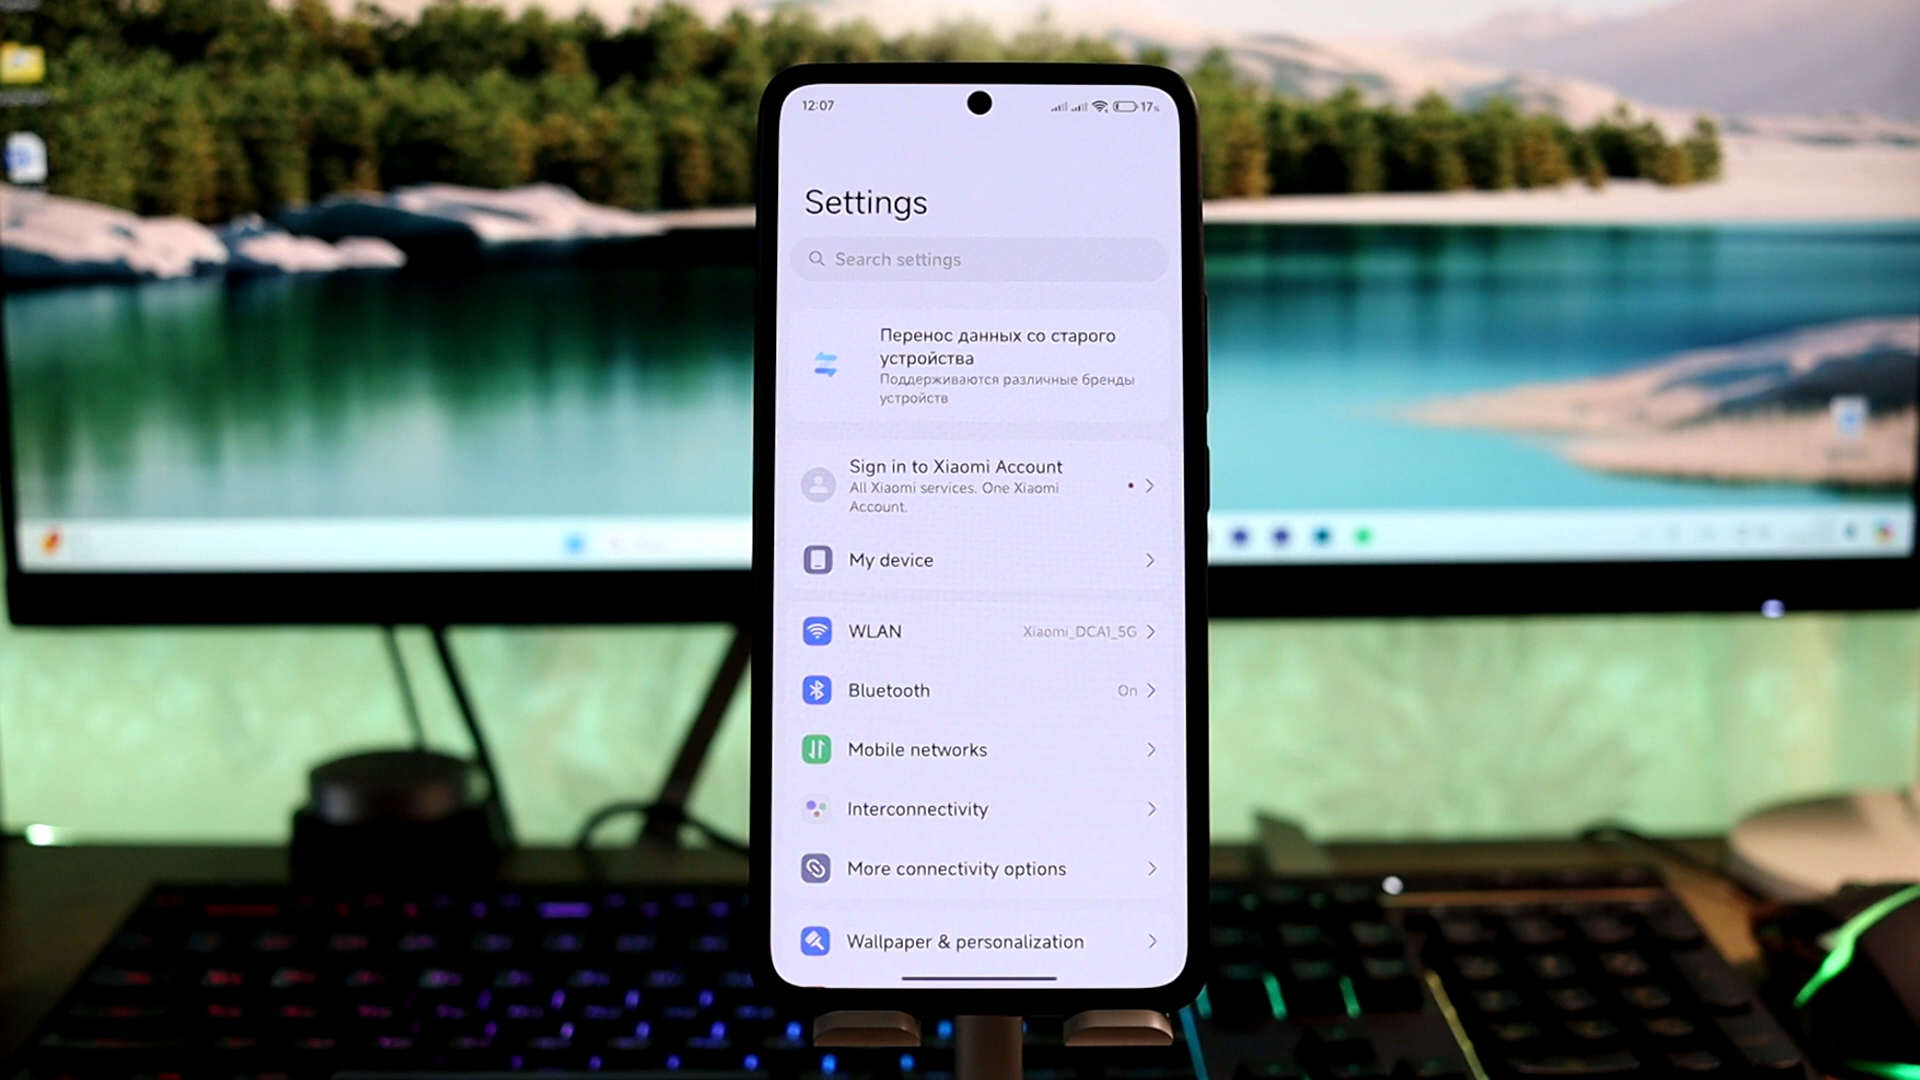 12:07
17%
Settings
Search settings
Перенос данных со старого
устройства
Поддерживаются различные бренды
устройств
Sign in to Xiaomi Account
All Xiaomi services. One Xiaomi
Account.
My device
WLAN Xiaomi_DCA1_5G
Bluetooth On
Mobile networks
Interconnectivity
More connectivity options
Wallpaper & personalization